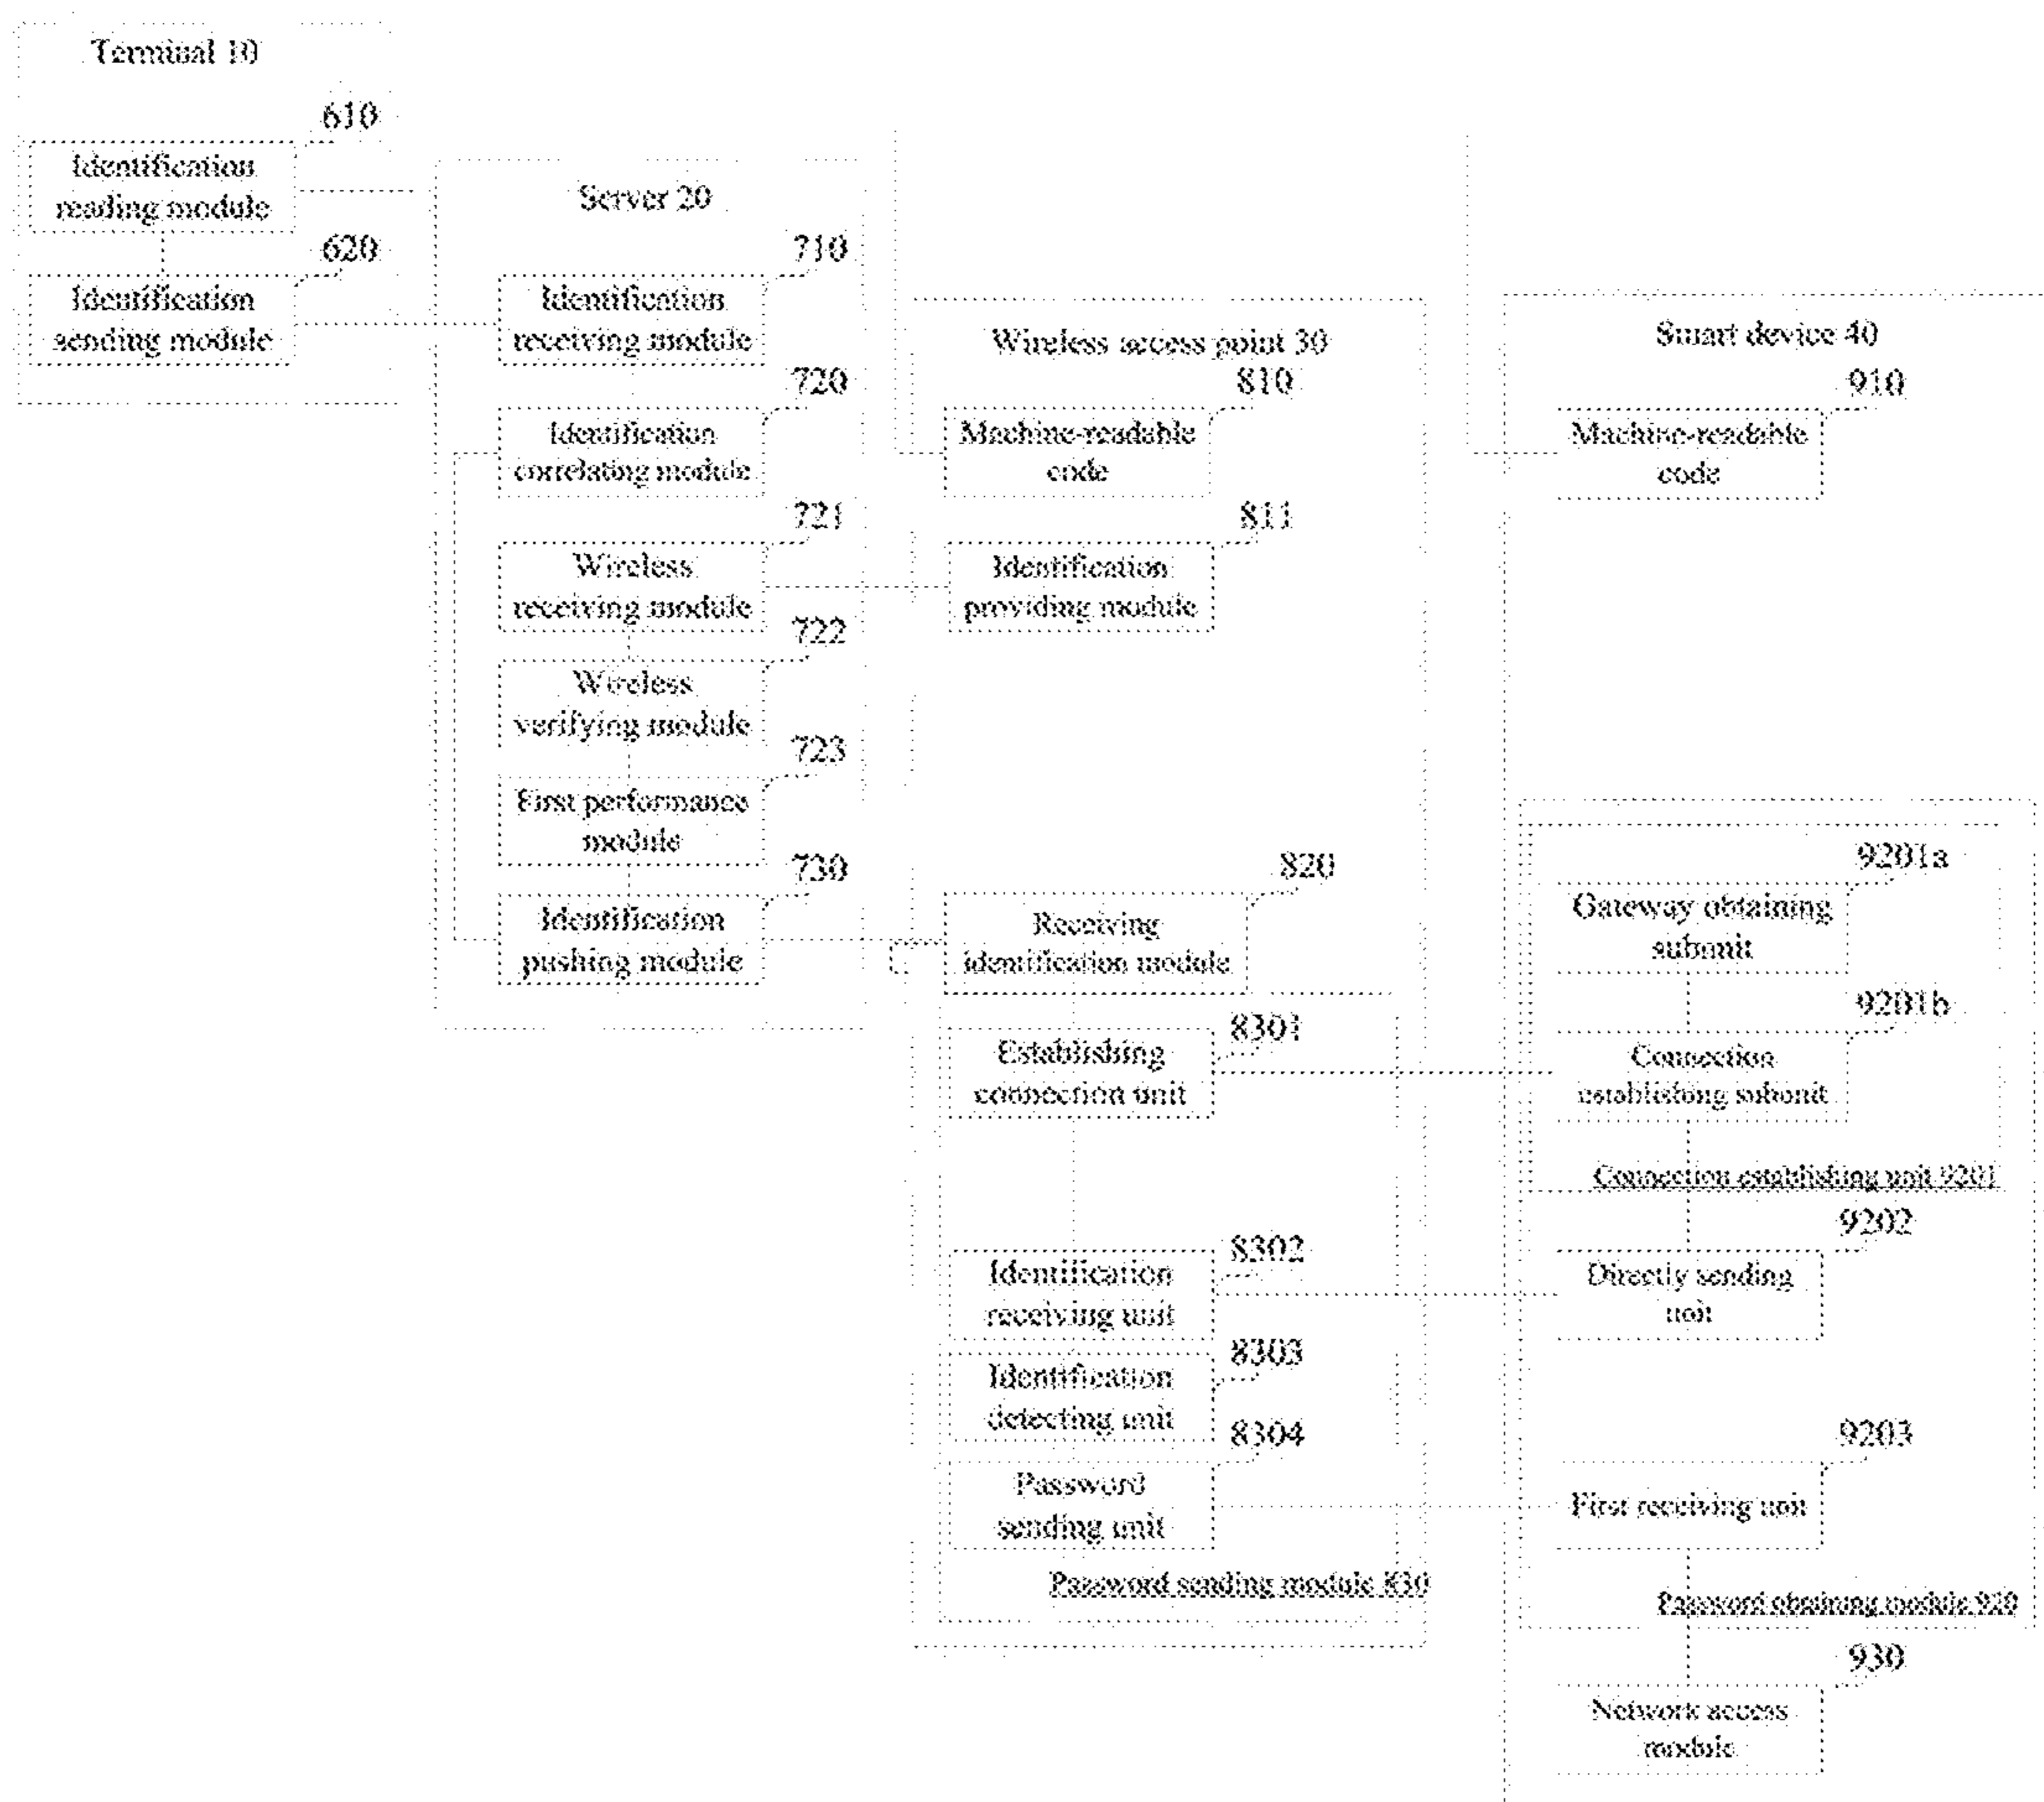 Terminal 10
610
Identification
reading module
620
Identification
sending module
Server 20
710
Identification
receiving module
720
Identification
correlating module
721
Wireless
receiving module
722
Wireless
verifying module
723
First performance
module
730
Identification
pushing module
Wireless access point 30
810
Machine-readable
code
811
Identification
providing module
820
Receiving
identification module
8301
Establishing
connection unit
8302
Identification
receiving unit
8303
Identification
detecting unit
8304
Password
sending unit
Password sending module 830
Smart device 40
910
Machine-readable
code
9201a
Gateway obtaining
subunit
9201b
Connection
establishing subunit
Connection establishing unit 9201
9202
Directly sending
unit
9203
First receiving unit
Password obtaining module 920
930
Network access
module